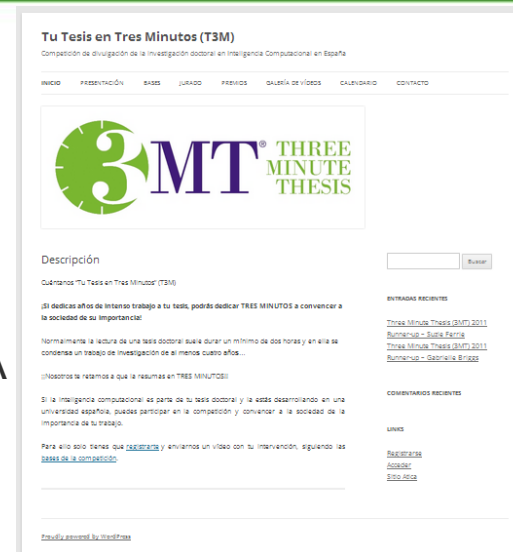 Tu Tesis en Tres Minutos (T3M)
Competición de divulgación de la investigación doctoral en Inteligencia Computacional en España
INICIO PRESENTACIÓN BASES JURADO PREMIOS GALERÍA DE VÍDEOS CALENDARIO CONTACTO
3MT® THREE
MINUTE
THESIS
Descripción
Cuéntanos "Tu Tesis en Tres Minutos" (T3M)
¡Si dedicas años de intenso trabajo a tu tesis, podrás dedicar TRES MINUTOS a convencer a
la sociedad de su importancia!
Normalmente la lectura de una tesis doctoral suele durar un mínimo de dos horas y en ella se
condensa un trabajo de investigación de al menos cuatro años...
¡¡Nosotros te retamos a que la resumas en TRES MINUTOS!!
Si la inteligencia computacional es parte de tu tesis doctoral y la estás desarrollando en una
universidad española, puedes participar en la competición y convencer a la sociedad de la
importancia de tu trabajo.
Para ello solo tienes que registrarte y enviarnos un vídeo con tu intervención, siguiendo las
bases de la competición.
Buscar
ENTRADAS RECIENTES
Three Minute Thesis (3MT) 2011
Runner-up – Suzie Ferrie
Three Minute Thesis (3MT) 2011
Runner-up – Gabrielle Briggs
COMENTARIOS RECIENTES
LINKS
Registrarse
Acceder
Sitio Atica
Proudly powered by WordPress
A